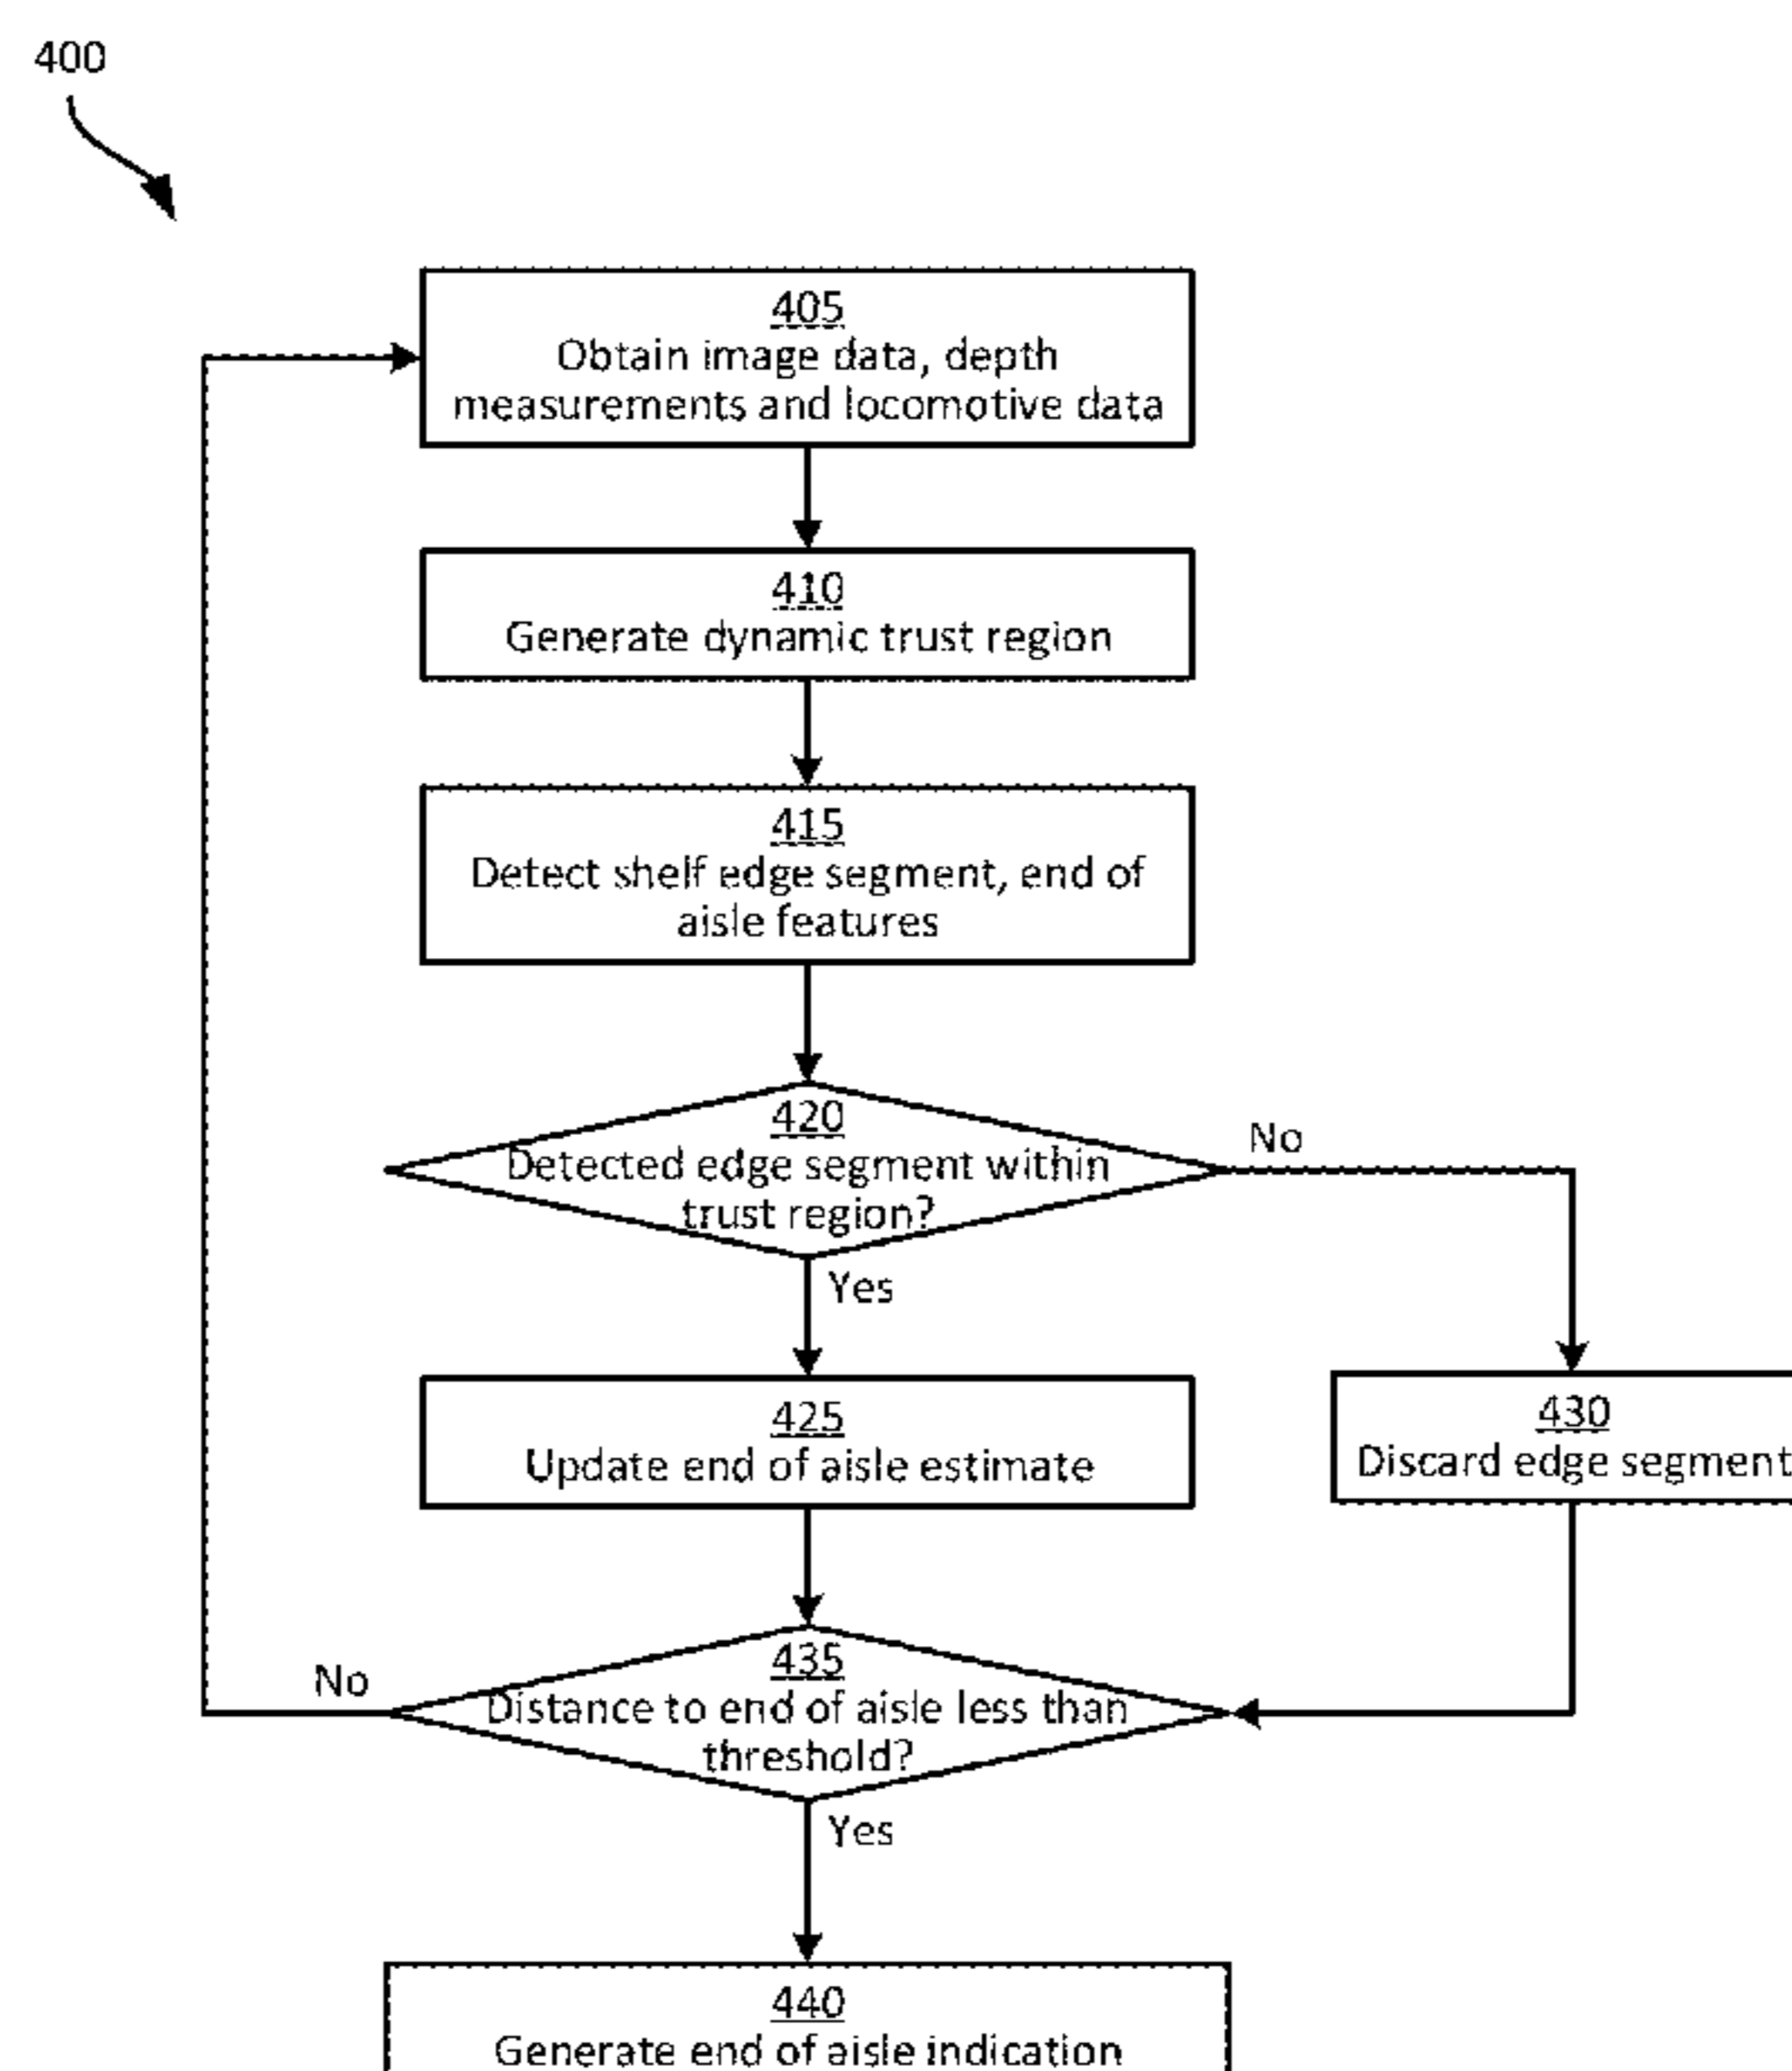 400
405
Obtain image data, depth
measurements and locomotive data
410
Generate dynamic trust region
415
Detect shelf edge segment, end of
aisle features
420
Detected edge segment within
trust region?
No
Yes
425
Update end of aisle estimate
430
Discard edge segment
435
Distance to end of aisle less than
threshold?
No
Yes
440
Generate end of aisle indication